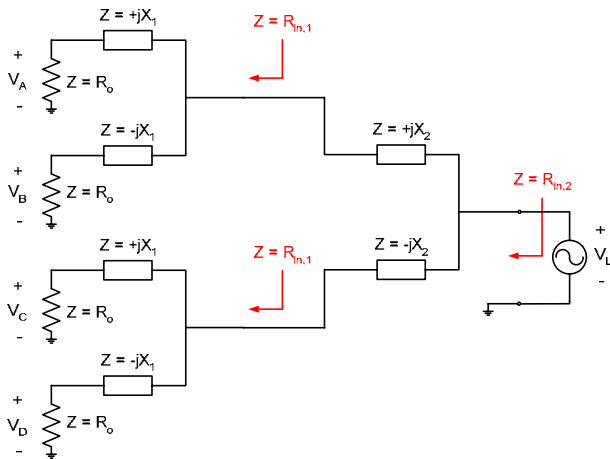 Z = +jX1
Z = Rin,1
+
VA
-
Z = Ro
Z = -jX1
Z = +jX2
+
VB
-
Z = Ro
Z = Rin,2
Z = +jX1
Z = Rin,1
Z = -jX2
+
VL
-
+
VC
-
Z = Ro
Z = -jX1
+
VD
-
Z = Ro